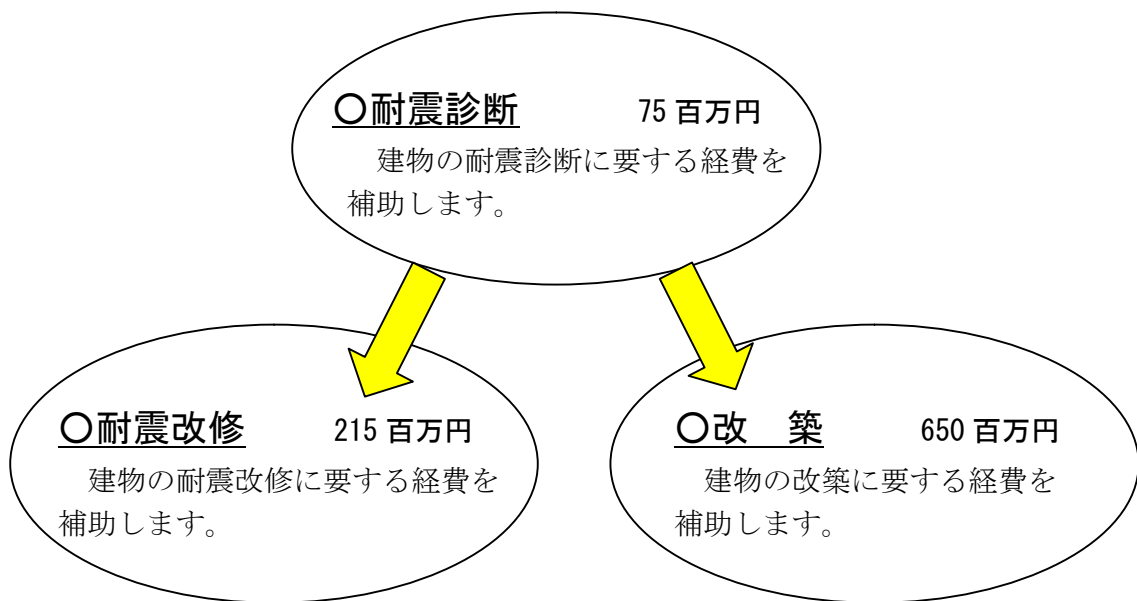 〇耐震診断　75 百万円
建物の耐震診断に要する経費を
補助します。
〇耐震改修　215 百万円
建物の耐震改修に要する経費を
補助します。
〇改　築　650 百万円
建物の改築に要する経費を
補助します。